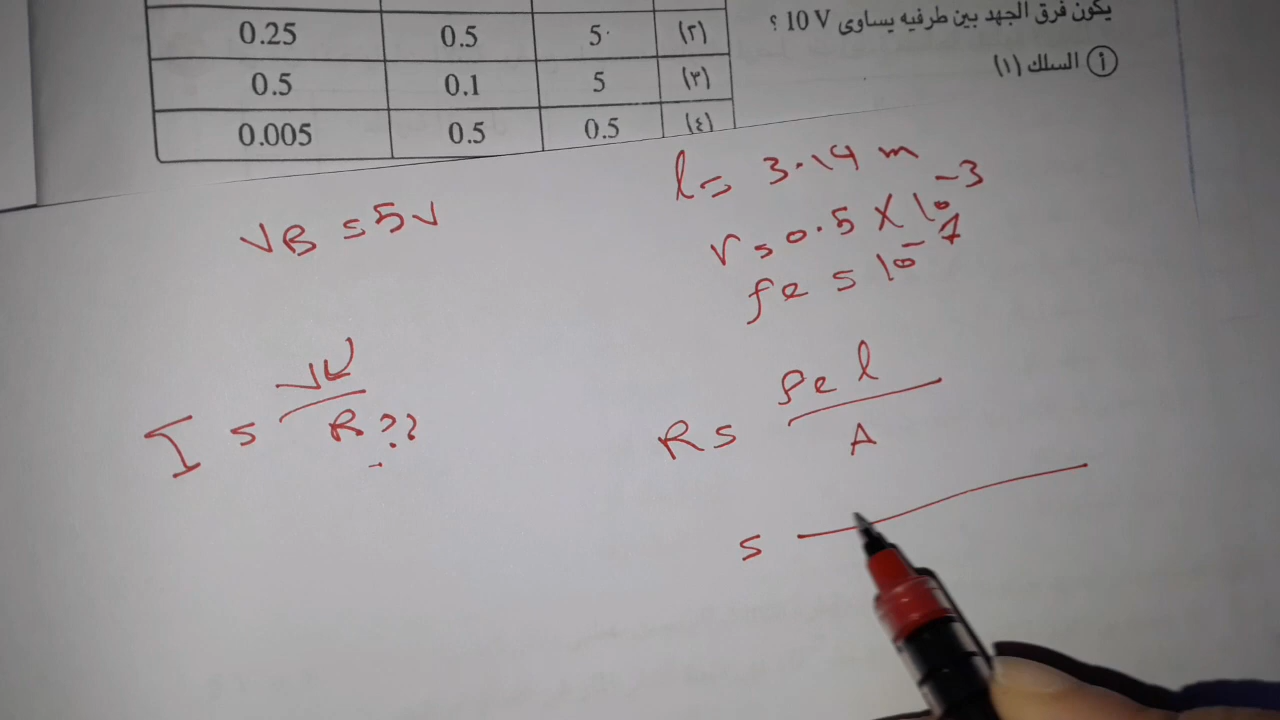 يكون فرق الجهد بين طرفيه يساوى 10 V ؟
أ السلك (١)
(٢) 5 0.5 0.25
(٣) 5 0.1 0.5
(٤) 0.5 0.5 0.005
l = 3.14 m
r = 0.5 X 10⁻³
ρe = 10⁻⁷
VB = 5 V
I = V / R ??
R = ρe l / A
=